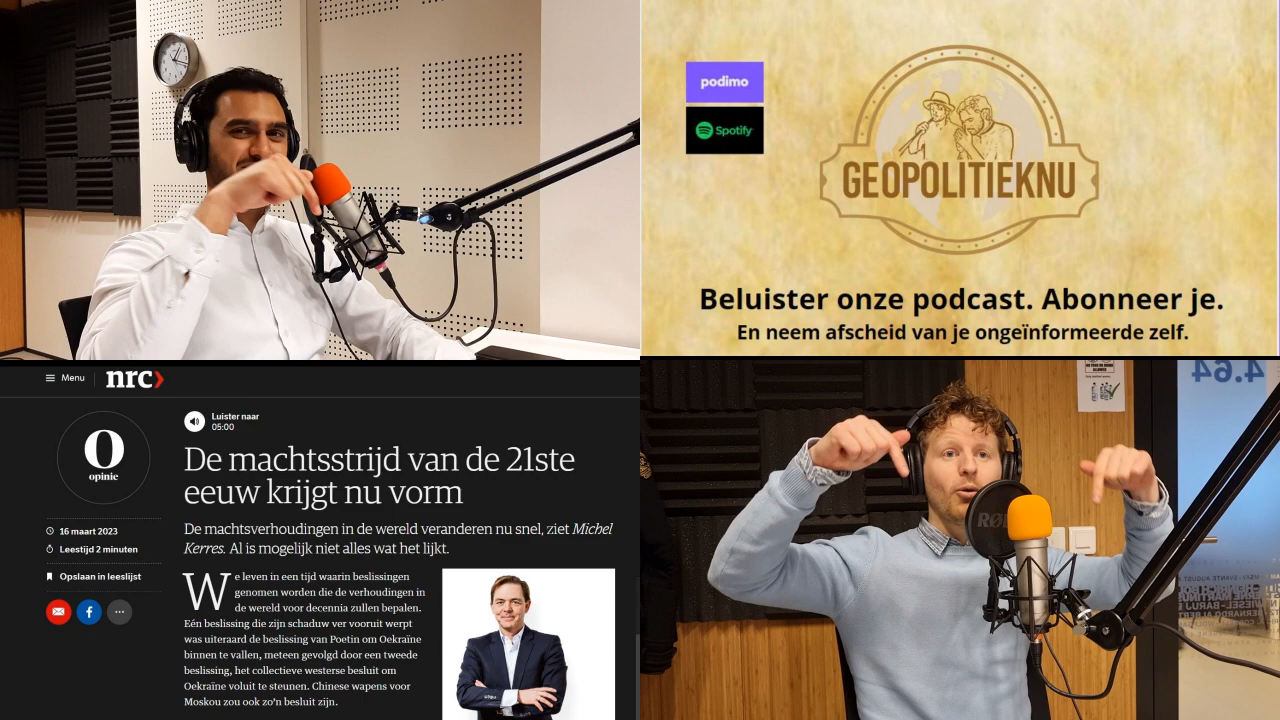 podimo
Spotify
GEOPOLITIEKNU
Beluister onze podcast. Abonneer je.
En neem afscheid van je ongeïnformeerde zelf.
Menu
nrc
Luister naar
05:00
O
opinie
De machtsstrijd van de 21ste
eeuw krijgt nu vorm
De machtsverhoudingen in de wereld veranderen nu snel, ziet Michel
Kerres. Al is mogelijk niet alles wat het lijkt.
16 maart 2023
Leestijd 2 minuten
Opslaan in leeslijst
We leven in een tijd waarin beslissingen
genomen worden die de verhoudingen in
de wereld voor decennia zullen bepalen.
Eén beslissing die zijn schaduw ver vooruit werpt
was uiteraard de beslissing van Poetin om Oekraïne
binnen te vallen, meteen gevolgd door een tweede
beslissing, het collectieve westerse besluit om
Oekraïne voluit te steunen. Chinese wapens voor
Moskou zou ook zo'n besluit zijn.
4.64
RØDE